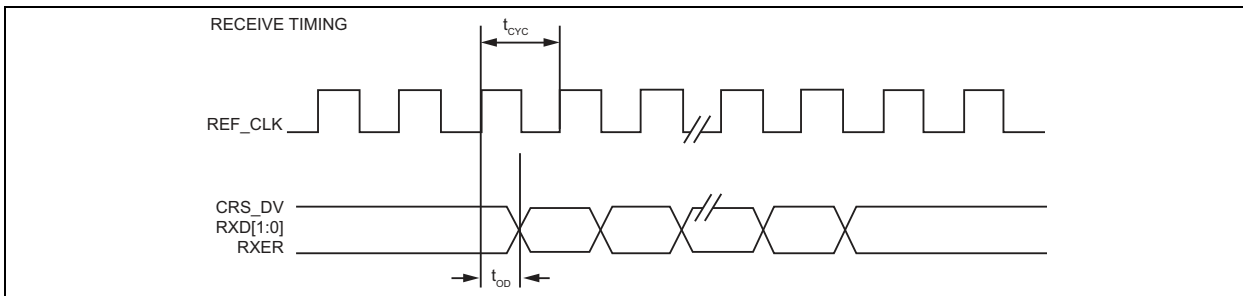 RECEIVE TIMING
tCYC
REF_CLK
CRS_DV
RXD[1:0]
RXER
tOD